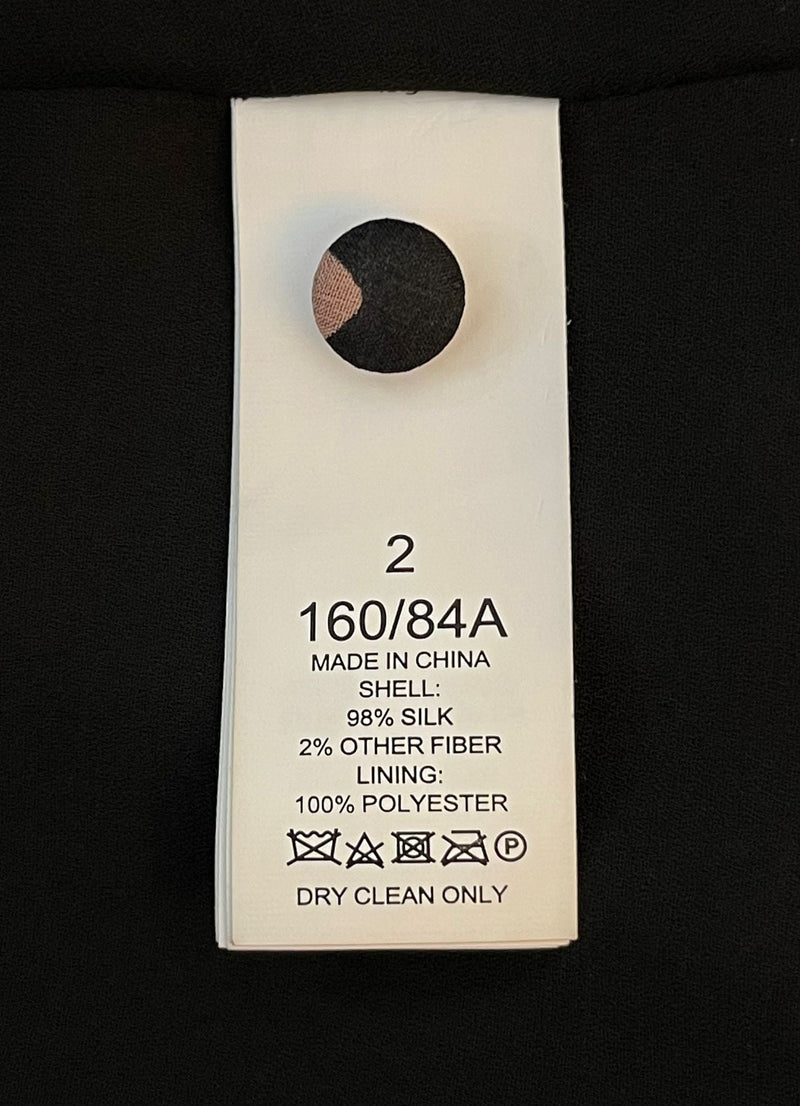 2
160/84A
MADE IN CHINA
SHELL:
98% SILK
2% OTHER FIBER
LINING:
100% POLYESTER
P
DRY CLEAN ONLY